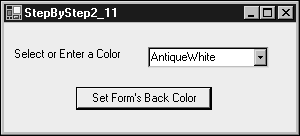 StepByStep2_11
Select or Enter a Color AntiqueWhite
Set Form's Back Color